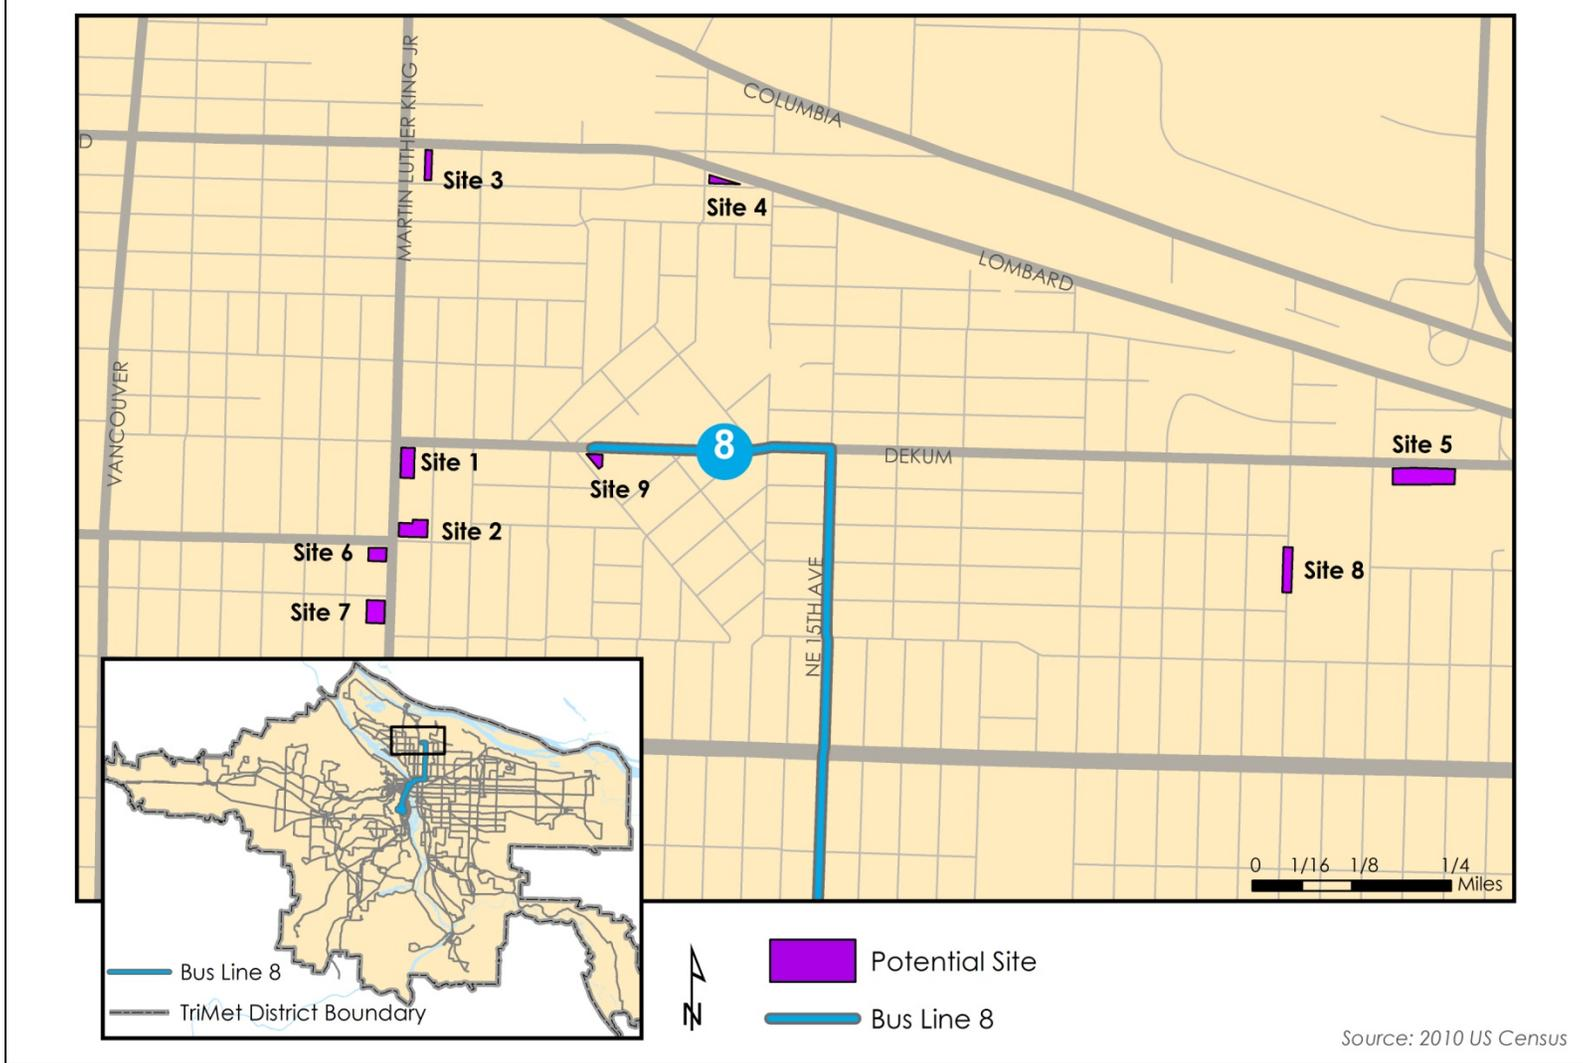 COLUMBIA
MARTIN LUTHER KING JR
D
Site 3
Site 4
LOMBARD
VANCOUVER
8
DEKUM
Site 5
Site 1
Site 9
Site 2
Site 6
Site 8
Site 7
NE 15TH AVE
0 1/16 1/8 1/4
Miles
Bus Line 8
TriMet District Boundary
N
Potential Site
Bus Line 8
Source: 2010 US Census